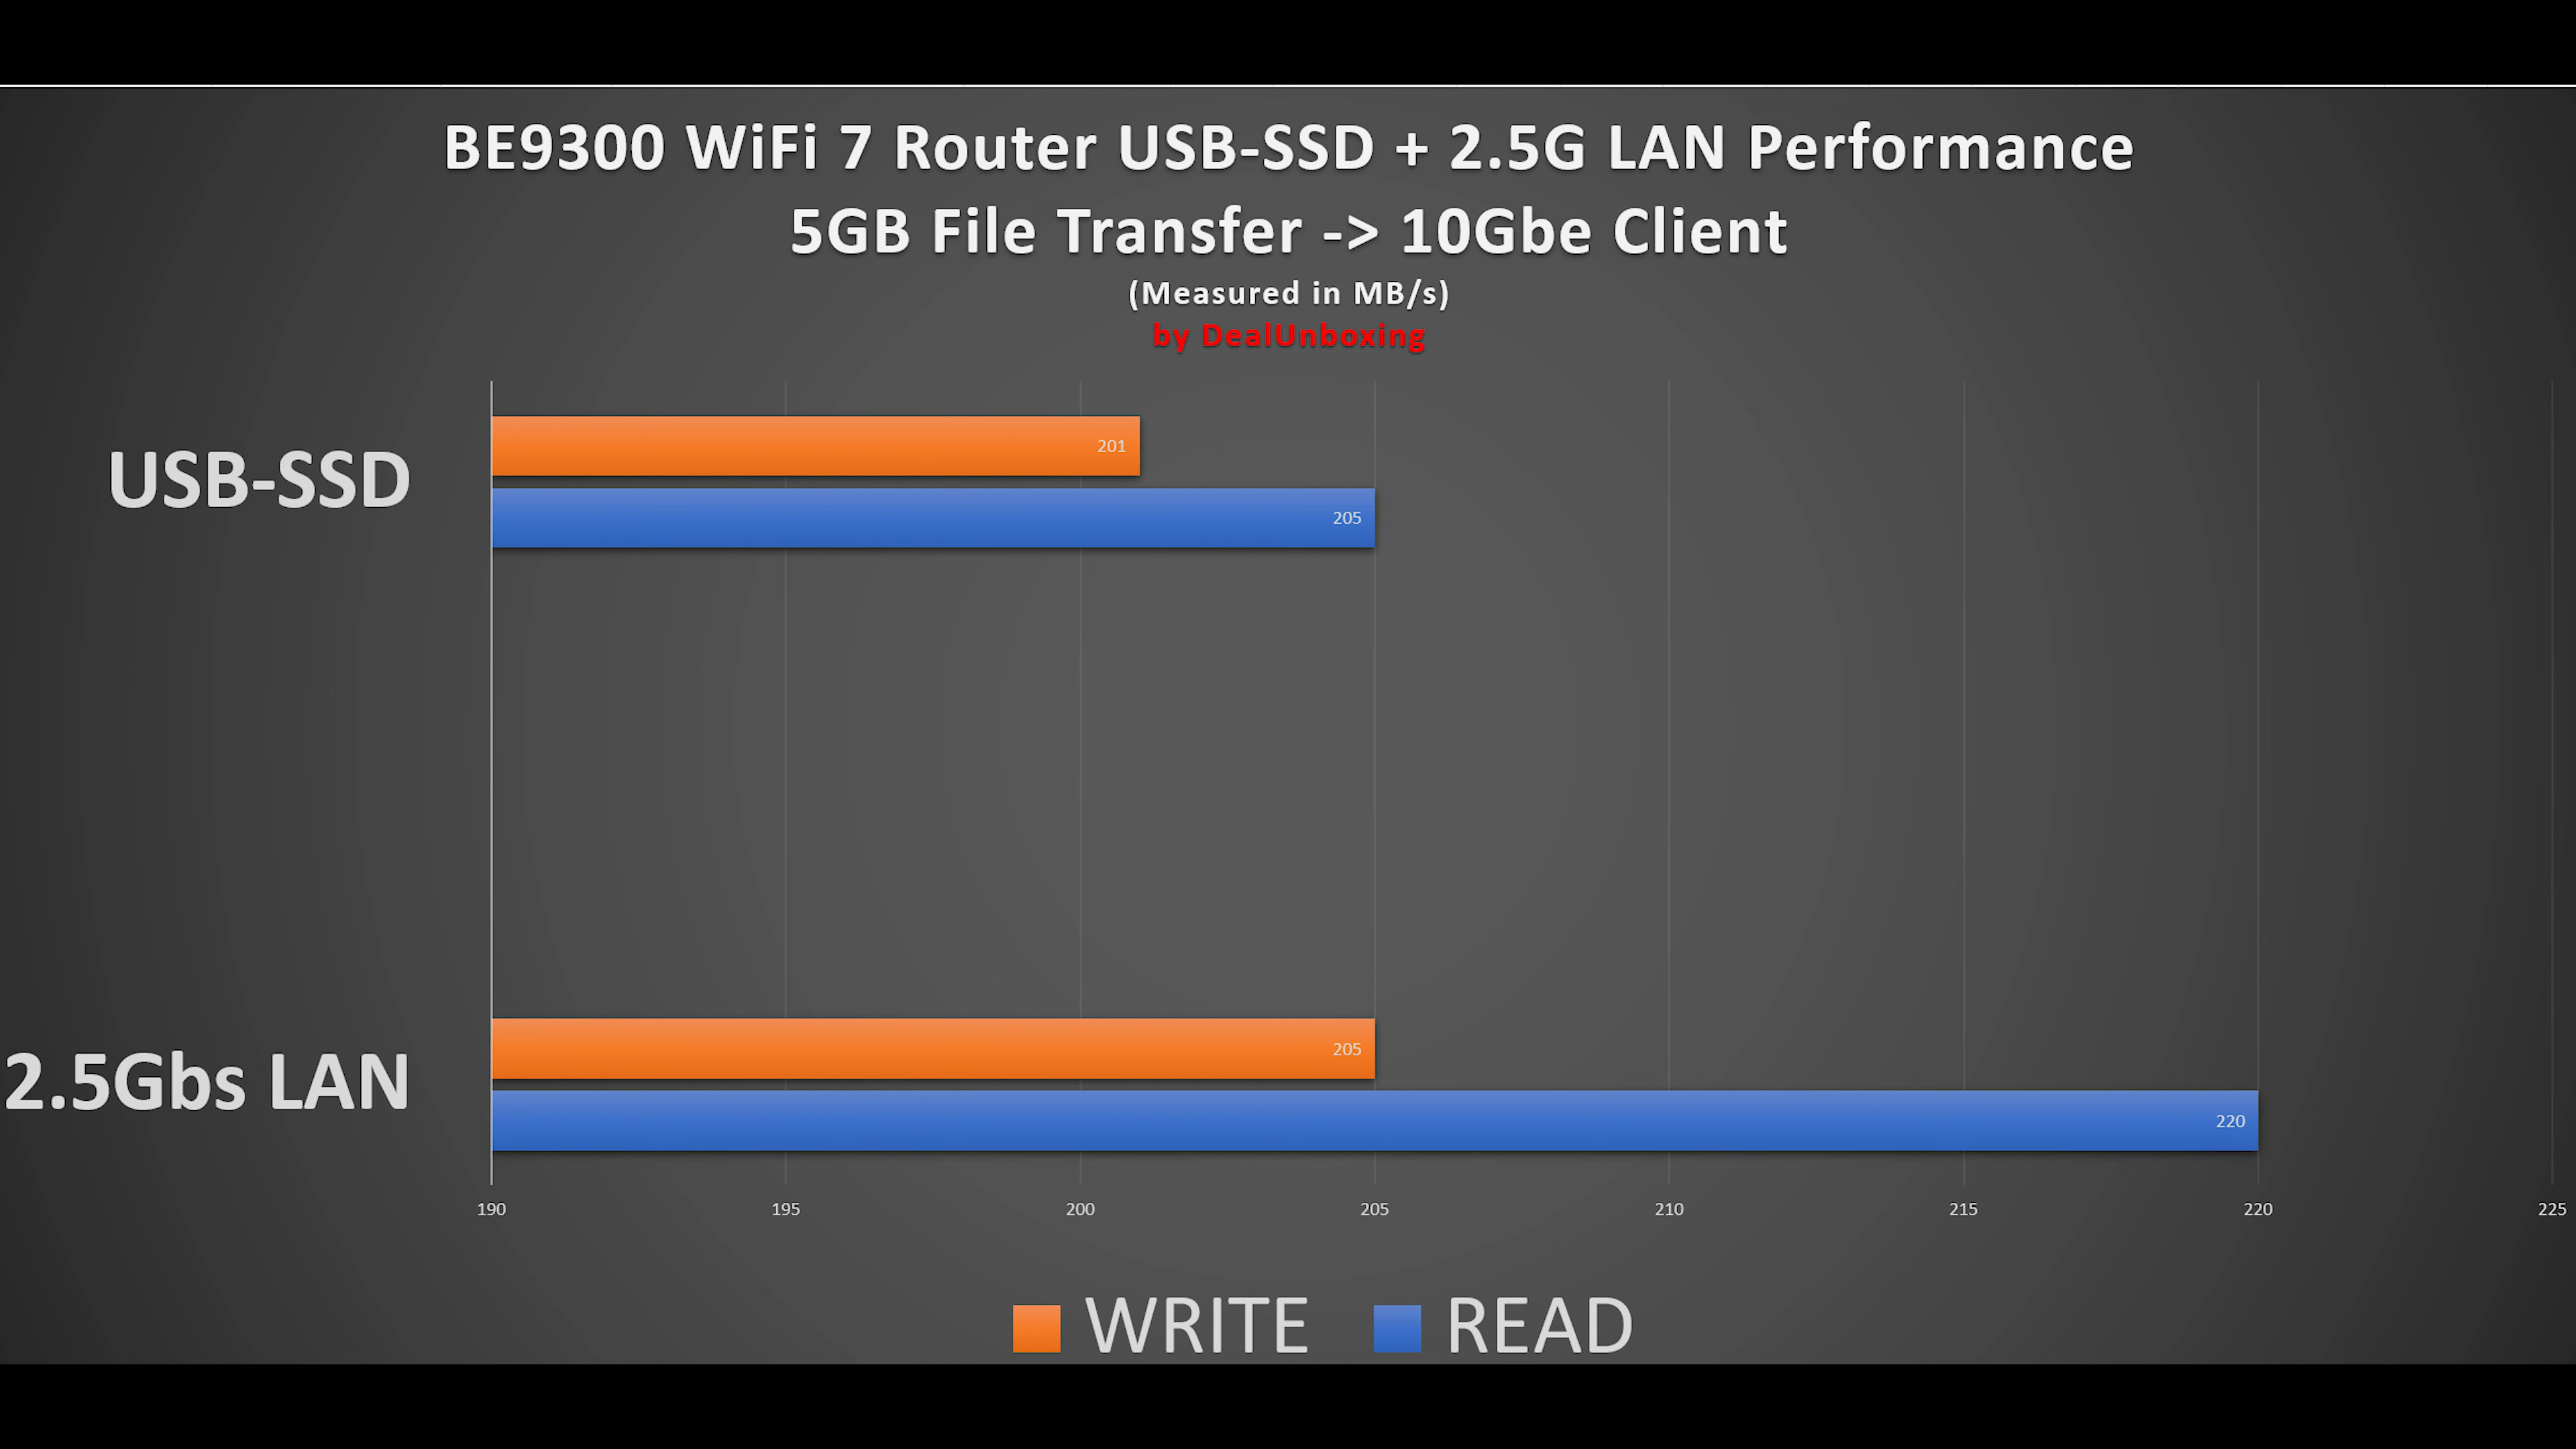 BE9300 WiFi 7 Router USB-SSD + 2.5G LAN Performance
5GB File Transfer -> 10Gbe Client
(Measured in MB/s)
by DealUnboxing
USB-SSD
201
205
2.5Gbs LAN
205
220
190 195 200 205 210 215 220 225
WRITE READ